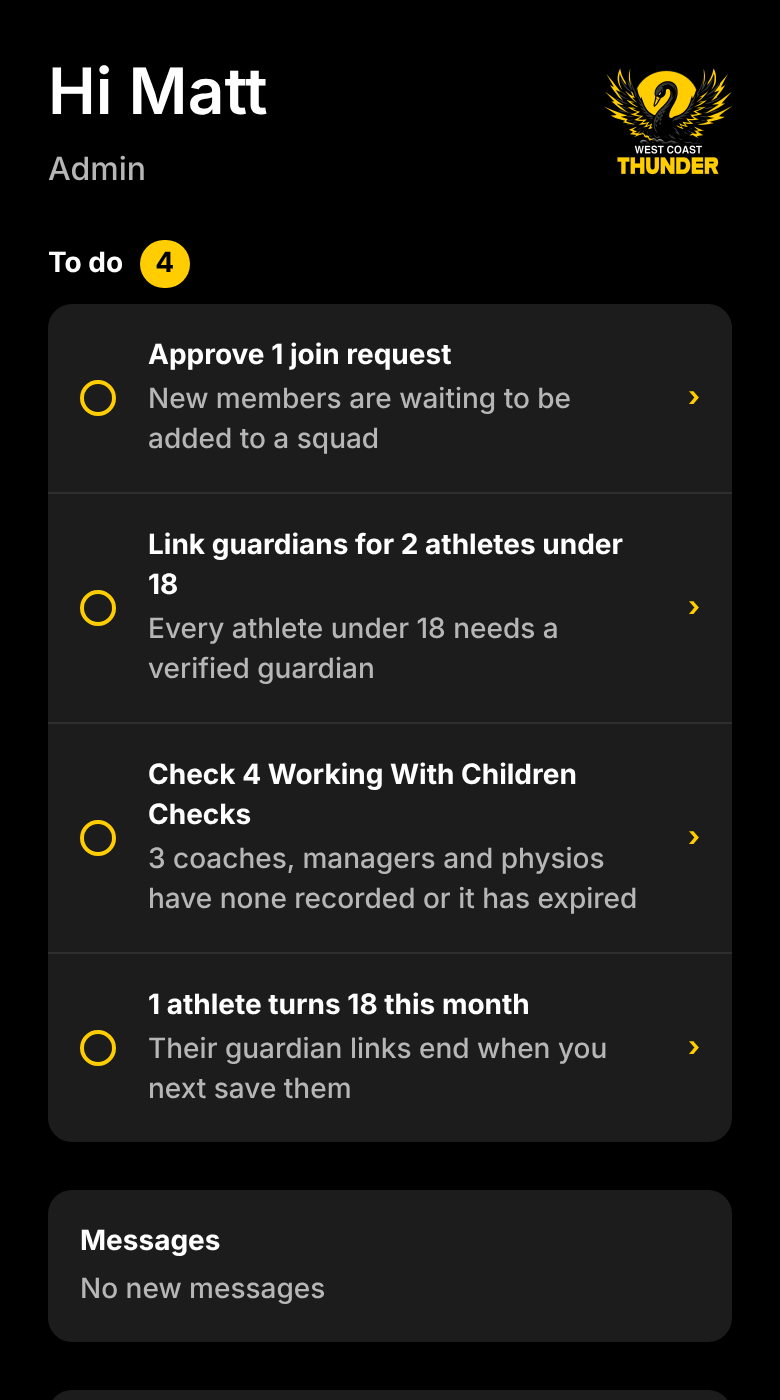 Hi Matt
Admin
WEST COAST
THUNDER
To do 4
Approve 1 join request
New members are waiting to be
added to a squad
›
Link guardians for 2 athletes under
18
Every athlete under 18 needs a
verified guardian
›
Check 4 Working With Children
Checks
3 coaches, managers and physios
have none recorded or it has expired
›
1 athlete turns 18 this month
Their guardian links end when you
next save them
›
Messages
No new messages